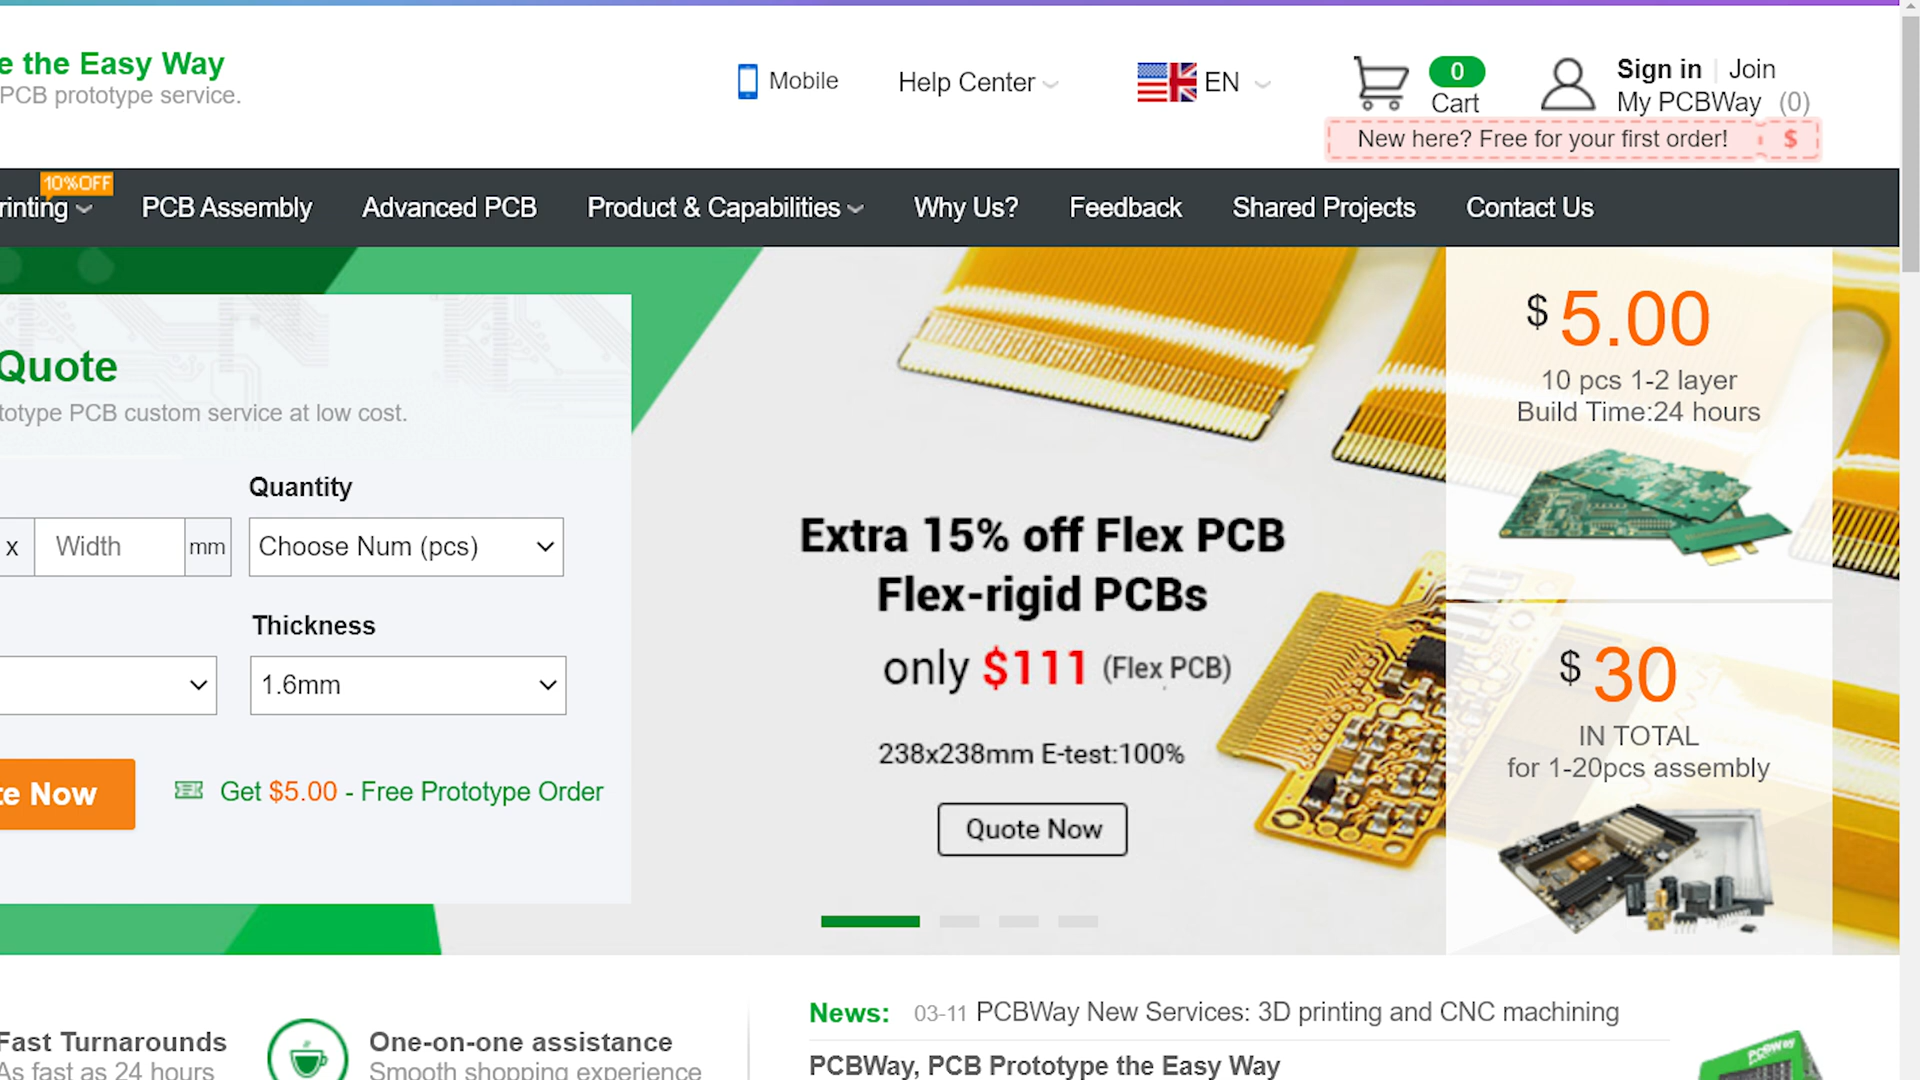 e the Easy Way
PCB prototype service.
Mobile
Help Center
EN
0
Cart
Sign in | Join
My PCBWay (0)
New here? Free for your first order! $
10%OFF
rinting
PCB Assembly
Advanced PCB
Product & Capabilities
Why Us?
Feedback
Shared Projects
Contact Us
Quote
totype PCB custom service at low cost.
Quantity
x Width mm
Choose Num (pcs)
Thickness
1.6mm
te Now
Get $5.00 - Free Prototype Order
Extra 15% off Flex PCB
Flex-rigid PCBs
only $111 (Flex PCB)
238x238mm E-test:100%
Quote Now
$ 5.00
10 pcs 1-2 layer
Build Time:24 hours
$ 30
IN TOTAL
for 1-20pcs assembly
Fast Turnarounds
As fast as 24 hours
One-on-one assistance
Smooth shopping experience
News: 03-11 PCBWay New Services: 3D printing and CNC machining
PCBWay, PCB Prototype the Easy Way
PCBWay